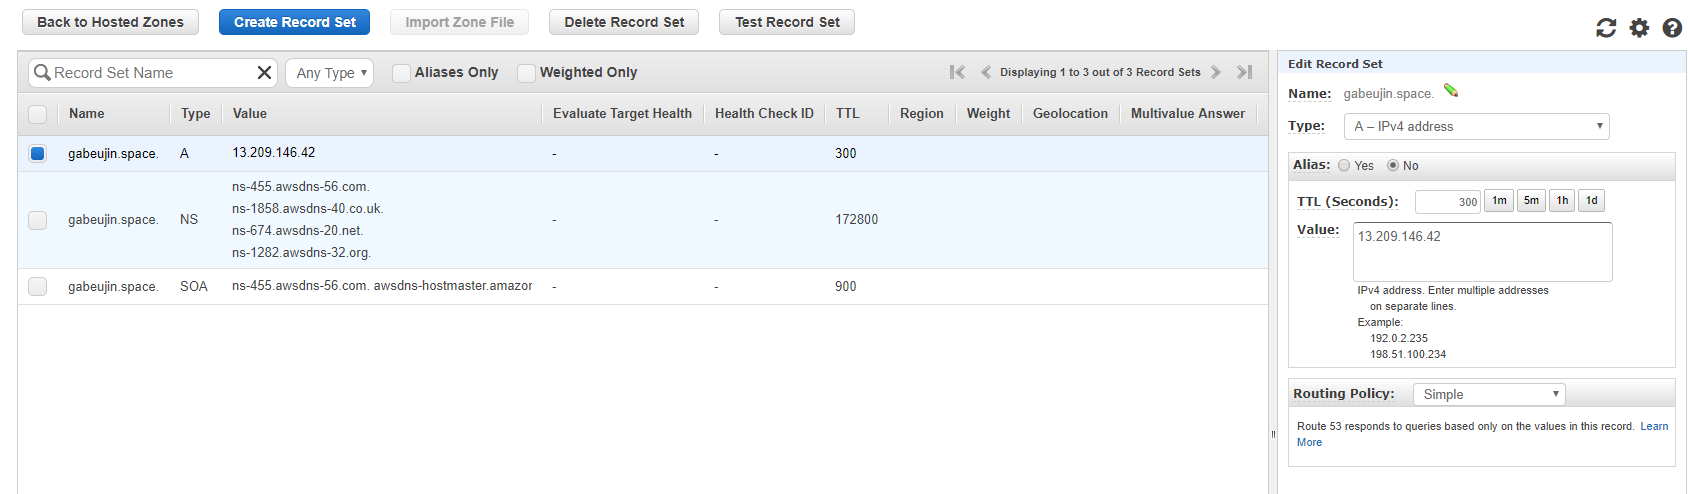 Back to Hosted Zones Create Record Set Import Zone File Delete Record Set Test Record Set
Record Set Name Any Type Aliases Only Weighted Only Displaying 1 to 3 out of 3 Record Sets
Name Type Value Evaluate Target Health Health Check ID TTL Region Weight Geolocation Multivalue Answer
gabeujin.space. A 13.209.146.42 - - 300
gabeujin.space. NS ns-455.awsdns-56.com. - - 172800
ns-1858.awsdns-40.co.uk.
ns-674.awsdns-20.net.
ns-1282.awsdns-32.org.
gabeujin.space. SOA ns-455.awsdns-56.com. awsdns-hostmaster.amazor - - 900
Edit Record Set
Name: gabeujin.space.
Type: A – IPv4 address
Alias: Yes No
TTL (Seconds): 300 1m 5m 1h 1d
Value: 13.209.146.42
IPv4 address. Enter multiple addresses
on separate lines.
Example:
192.0.2.235
198.51.100.234
Routing Policy: Simple
Route 53 responds to queries based only on the values in this record. Learn
More